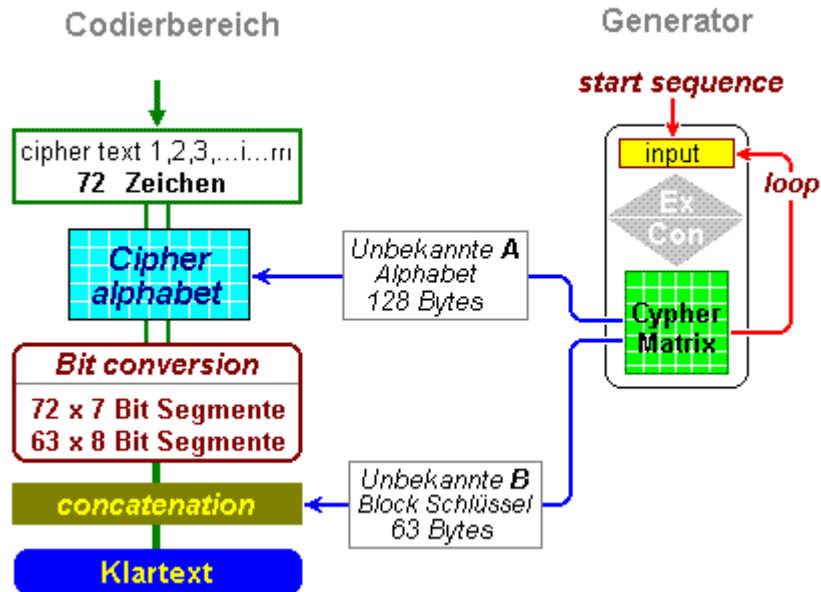 Codierbereich
Generator
start sequence
cipher text 1,2,3,...i...m
72 Zeichen
input
loop
Ex
Con
Cipher
alphabet
Unbekannte A
Alphabet
128 Bytes
Cypher
Matrix
Bit conversion
72 x 7 Bit Segmente
63 x 8 Bit Segmente
Unbekannte B
Block Schlüssel
63 Bytes
concatenation
Klartext